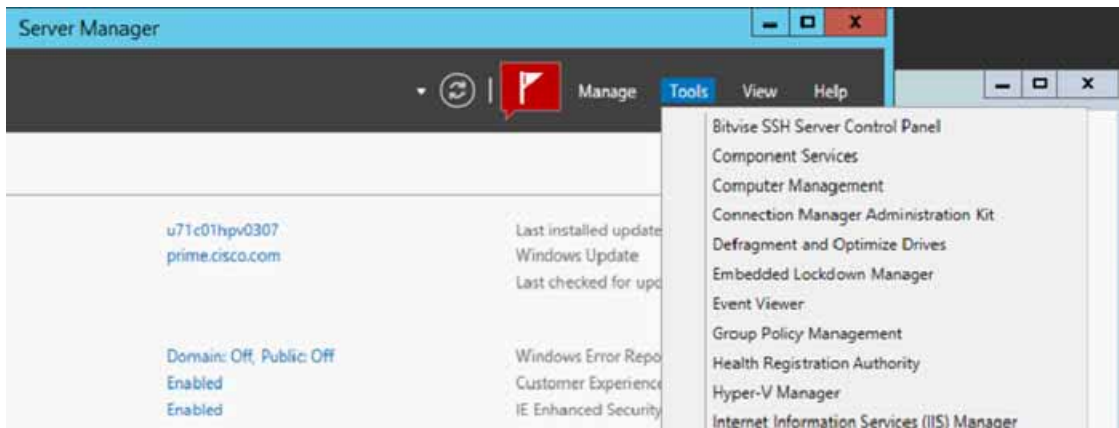 Server Manager
Manage Tools View Help
Bitvise SSH Server Control Panel
Component Services
Computer Management
Connection Manager Administration Kit
Defragment and Optimize Drives
Embedded Lockdown Manager
Event Viewer
Group Policy Management
Health Registration Authority
Hyper-V Manager
Internet Information Services (IIS) Manager
u71c01hpv0307
prime.cisco.com
Last installed update
Windows Update
Last checked for upd
Domain: Off, Public: Off
Enabled
Enabled
Windows Error Repo
Customer Experience
IE Enhanced Security